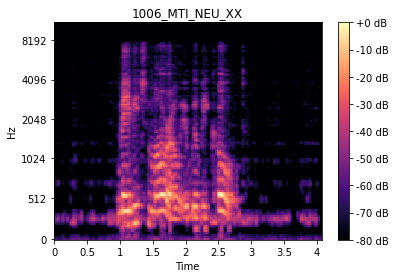 1006_MTI_NEU_XX
+0 dB
8192
-10 dB
4096
-20 dB
-30 dB
2048
Hz
-40 dB
1024
-50 dB
512
-60 dB
-70 dB
0
-80 dB
0 0.5 1 1.5 2 2.5 3 3.5 4
Time